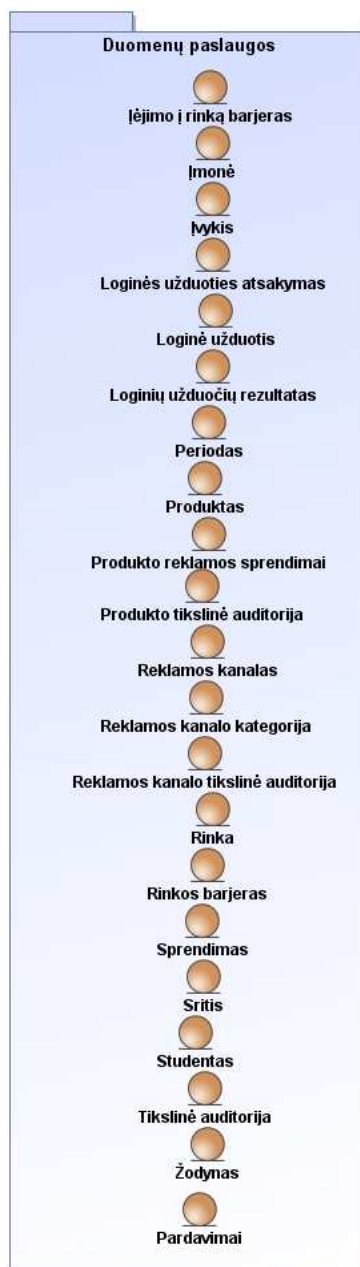 Duomenų paslaugos
Įėjimo į rinką barjeras
Įmonė
Įvykis
Loginės užduoties atsakymas
Loginė užduotis
Loginių užduočių rezultatas
Periodas
Produktas
Produkto reklamos sprendimai
Produkto tikslinė auditorija
Reklamos kanalas
Reklamos kanalo kategorija
Reklamos kanalo tikslinė auditorija
Rinka
Rinkos barjeras
Sprendimas
Sritis
Studentas
Tikslinė auditorija
Žodynas
Pardavimai